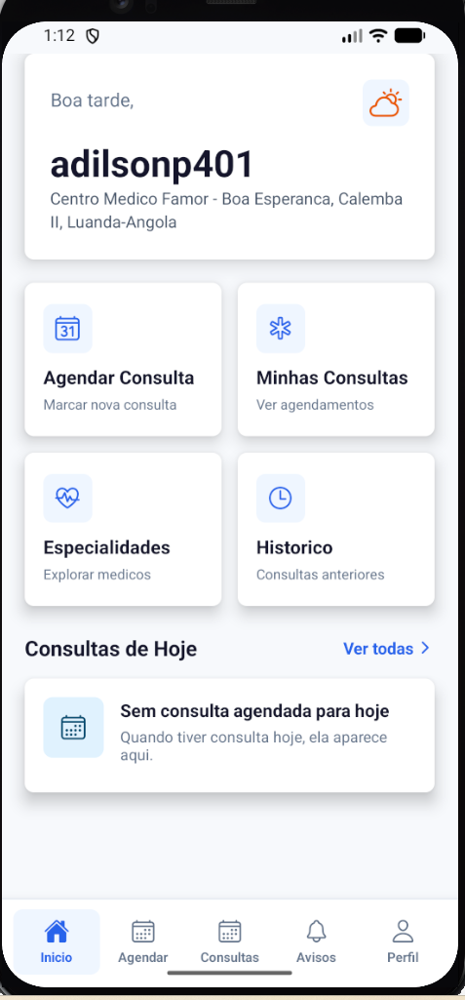 1:12
Boa tarde,
adilsonp401
Centro Medico Famor - Boa Esperanca, Calemba
II, Luanda-Angola
31
Agendar Consulta
Marcar nova consulta
Minhas Consultas
Ver agendamentos
Especialidades
Explorar medicos
Historico
Consultas anteriores
Consultas de Hoje
Ver todas
Sem consulta agendada para hoje
Quando tiver consulta hoje, ela aparece
aqui.
Inicio
Agendar
Consultas
Avisos
Perfil